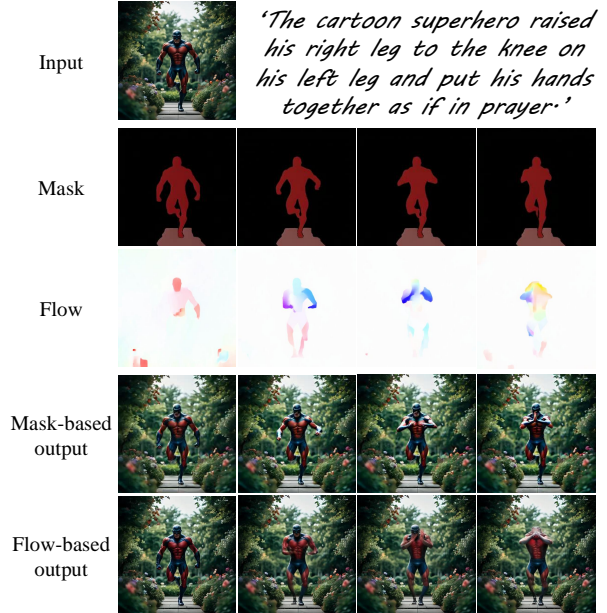 Input
‘The cartoon superhero raised
his right leg to the knee on
his left leg and put his hands
together as if in prayer.’
Mask
Flow
Mask-based
output
Flow-based
output